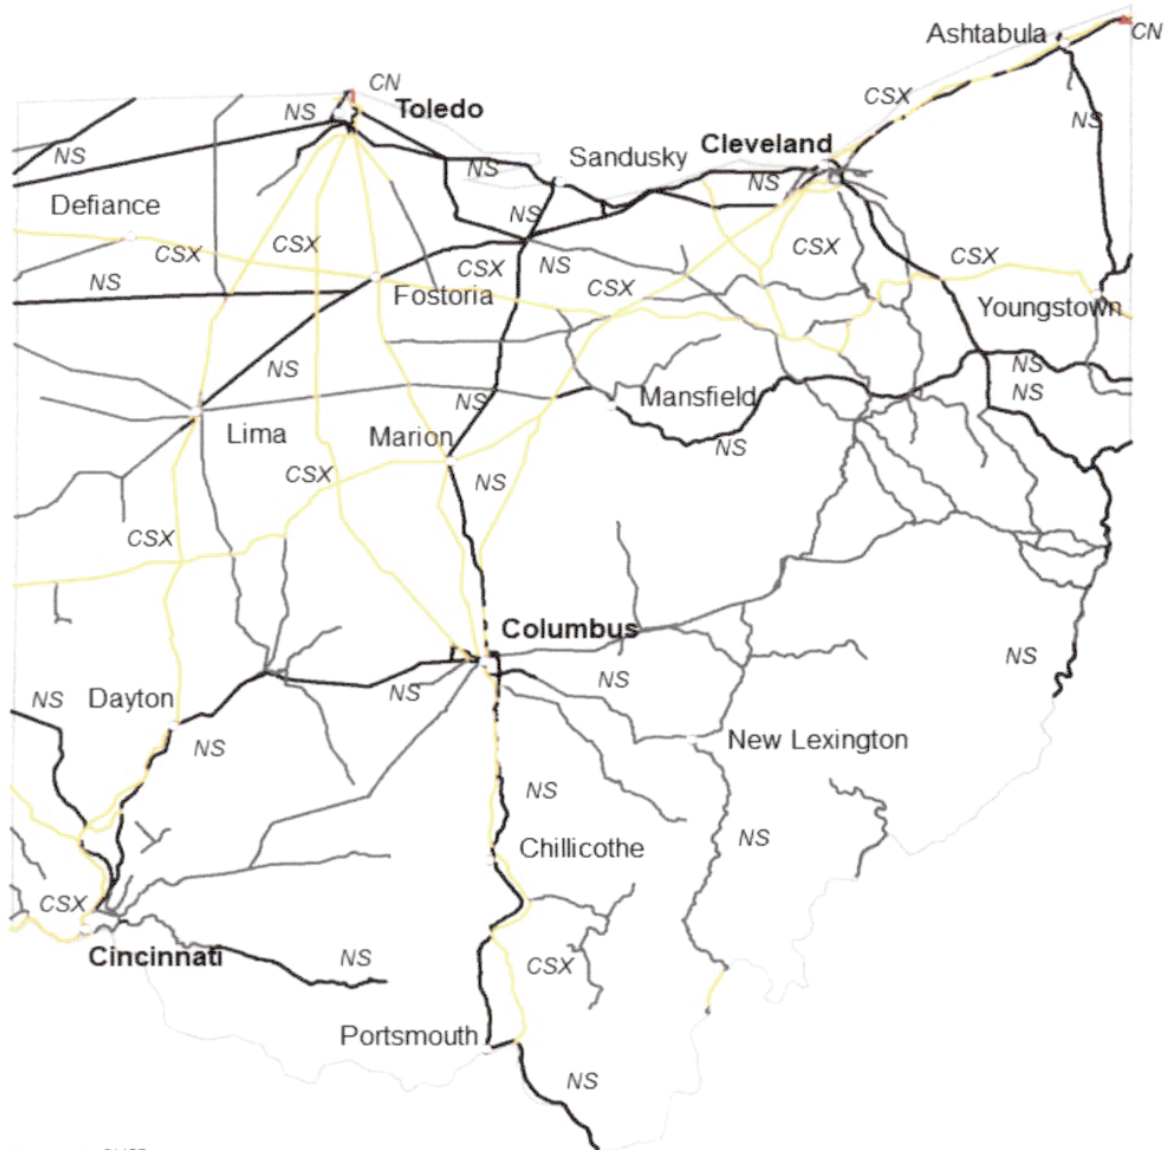 Ashtabula
CN
CN
CSX
NS
Toledo
NS
Cleveland
NS
Sandusky
NS
NS
Defiance
NS
CSX
CSX
CSX
CSX
CSX
NS
NS
CSX
Fostoria
Youngstown
NS
NS
NS
Mansfield
NS
Lima
Marion
NS
CSX
NS
CSX
Columbus
NS
NS
NS
NS
Dayton
NS
New Lexington
NS
NS
Chillicothe
CSX
Cincinnati
NS
CSX
Portsmouth
NS